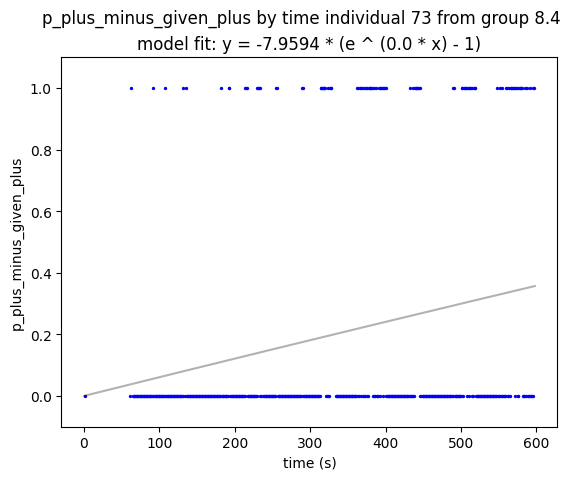 p_plus_minus_given_plus by time individual 73 from group 8.4
model fit: y = -7.9594 * (e ^ (0.0 * x) - 1)
1.0
0.8
0.6
0.4
0.2
0.0
p_plus_minus_given_plus
0 100 200 300 400 500 600
time (s)